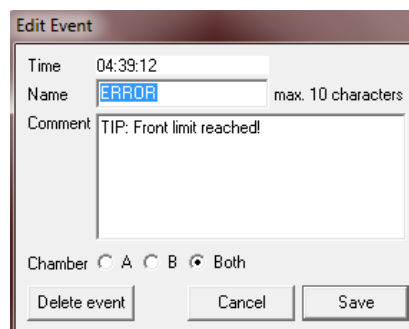 Edit Event
Time 04:39:12
Name ERROR max. 10 characters
Comment TIP: Front limit reached!
Chamber A B Both
Delete event Cancel Save